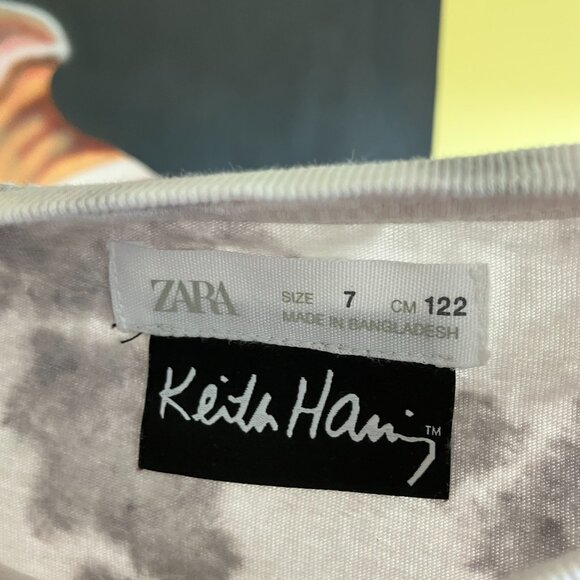 ZARA SIZE 7 CM 122
MADE IN BANGLADESH
Keith Haring™